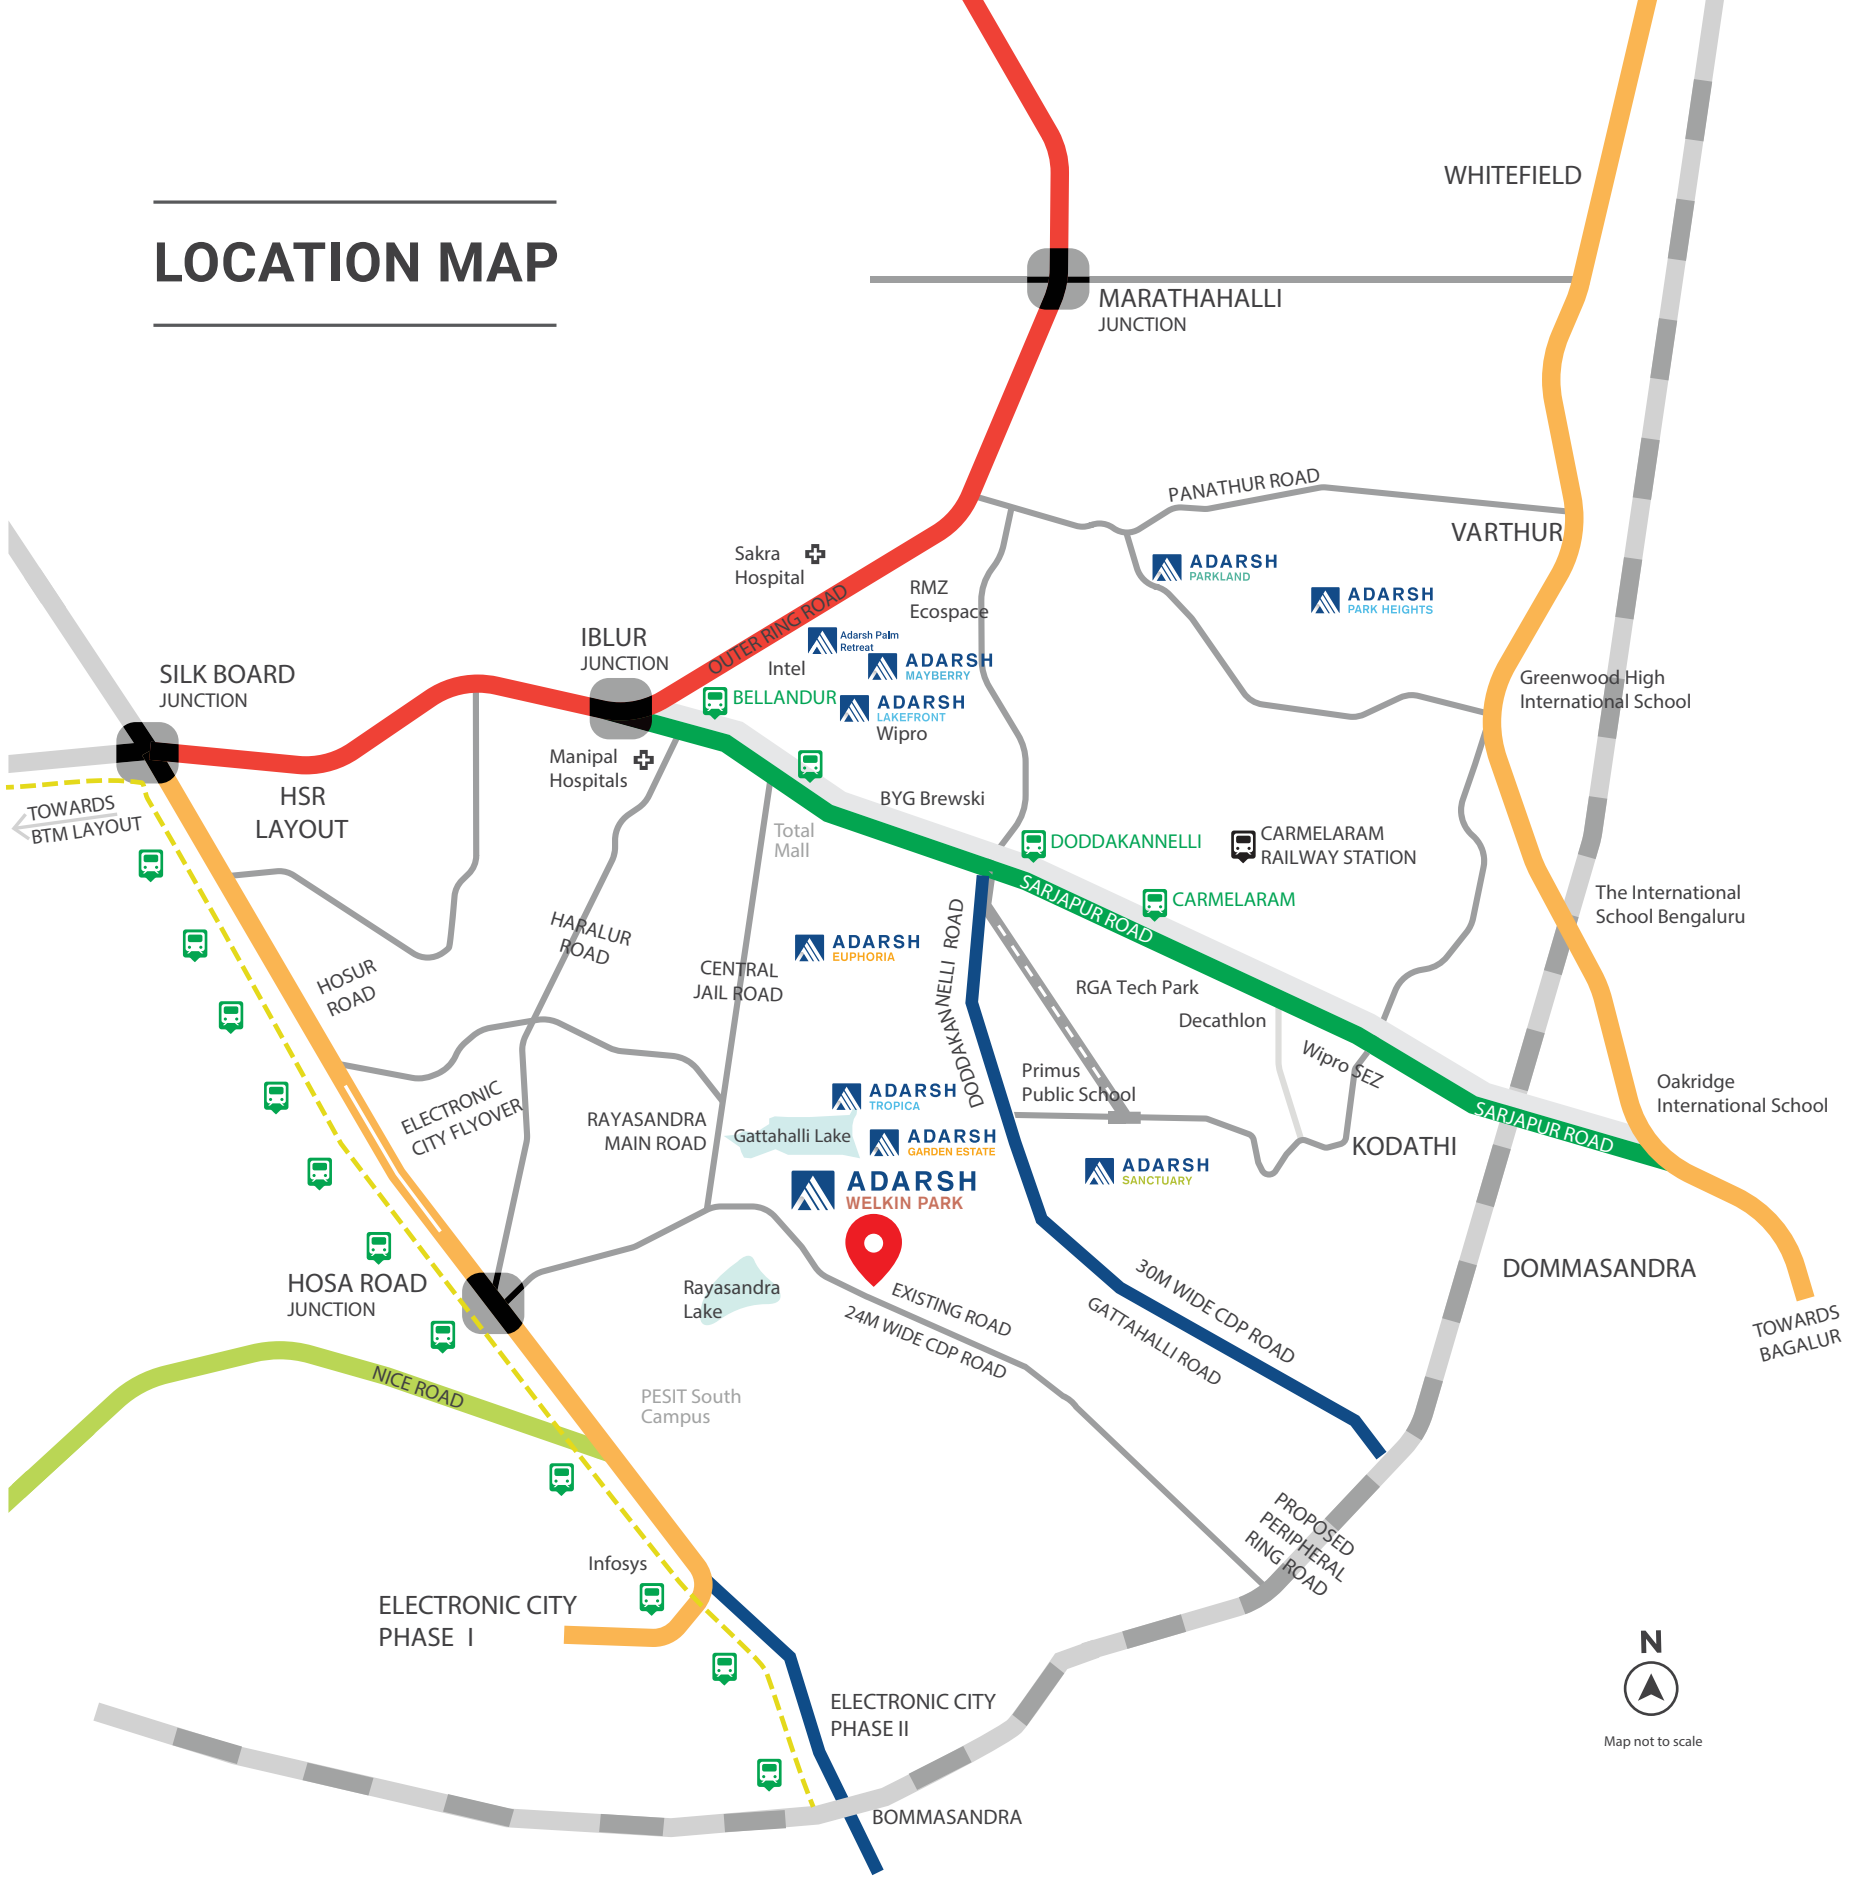 LOCATION MAP
WHITEFIELD
MARATHAHALLI
JUNCTION
PANATHUR ROAD
VARTHUR
Sakra
Hospital
OUTER RING ROAD
RMZ
Ecospace
ADARSH
PARKLAND
ADARSH
PARK HEIGHTS
IBLUR
JUNCTION
Adarsh Palm
Retreat
Intel
ADARSH
MAYBERRY
SILK BOARD
JUNCTION
BELLANDUR
ADARSH
LAKEFRONT
Wipro
Greenwood High
International School
Manipal
Hospitals
HSR
LAYOUT
TOWARDS
BTM LAYOUT
BYG Brewski
Total
Mall
DODDAKANNELLI
CARMELARAM
RAILWAY STATION
SARJAPUR ROAD
CARMELARAM
The International
School Bengaluru
HARALUR
ROAD
ADARSH
EUPHORIA
DODDAKANNELLI ROAD
HOSUR
ROAD
CENTRAL
JAIL ROAD
RGA Tech Park
Decathlon
Wipro SEZ
Primus
Public School
Oakridge
International School
SARJAPUR ROAD
ELECTRONIC
CITY FLYOVER
RAYASANDRA
MAIN ROAD
ADARSH
TROPICA
Gattahalli Lake
ADARSH
GARDEN ESTATE
KODATHI
ADARSH
SANCTUARY
ADARSH
WELKIN PARK
HOSA ROAD
JUNCTION
Rayasandra
Lake
EXISTING ROAD
24M WIDE CDP ROAD
30M WIDE CDP ROAD
GATTAHALLI ROAD
DOMMASANDRA
TOWARDS
BAGALUR
NICE ROAD
PESIT South
Campus
PROPOSED
PERIPHERAL
RING ROAD
Infosys
ELECTRONIC CITY
PHASE I
ELECTRONIC CITY
PHASE II
BOMMASANDRA
N
Map not to scale